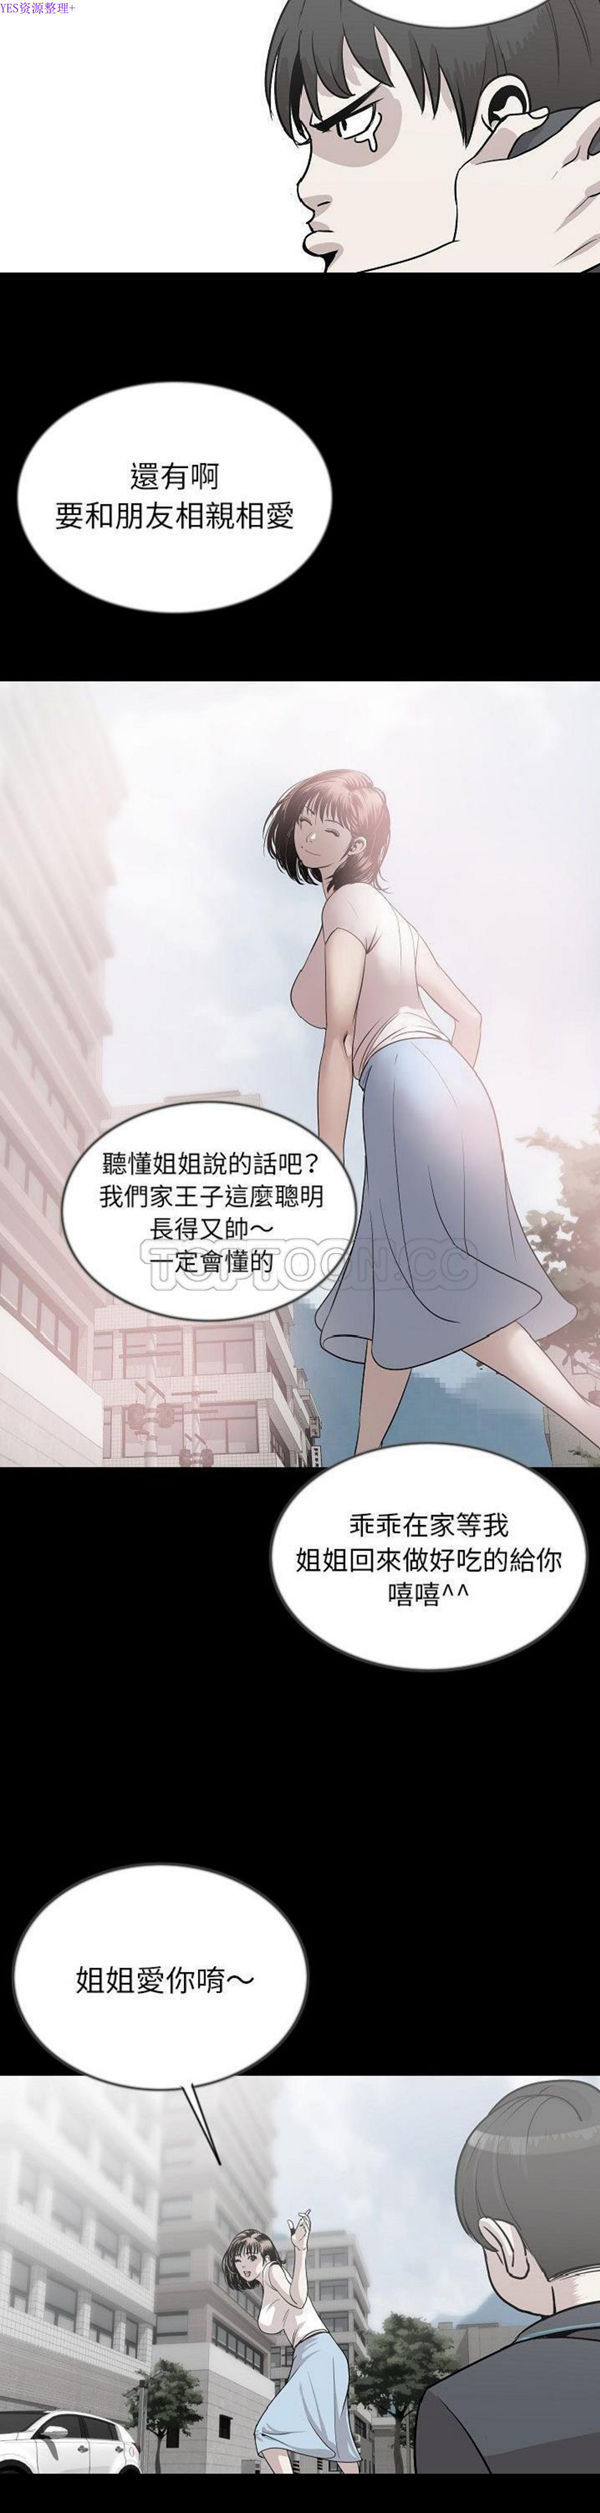 YES资源整理+
還有啊
要和朋友相親相愛
聽懂姐姐說的話吧？
我們家王子這麼聰明
長得又帥～
一定會懂的
TOPTOON.CC
乖乖在家等我
姐姐回來做好吃的給你
嘻嘻^^
姐姐愛你唷～